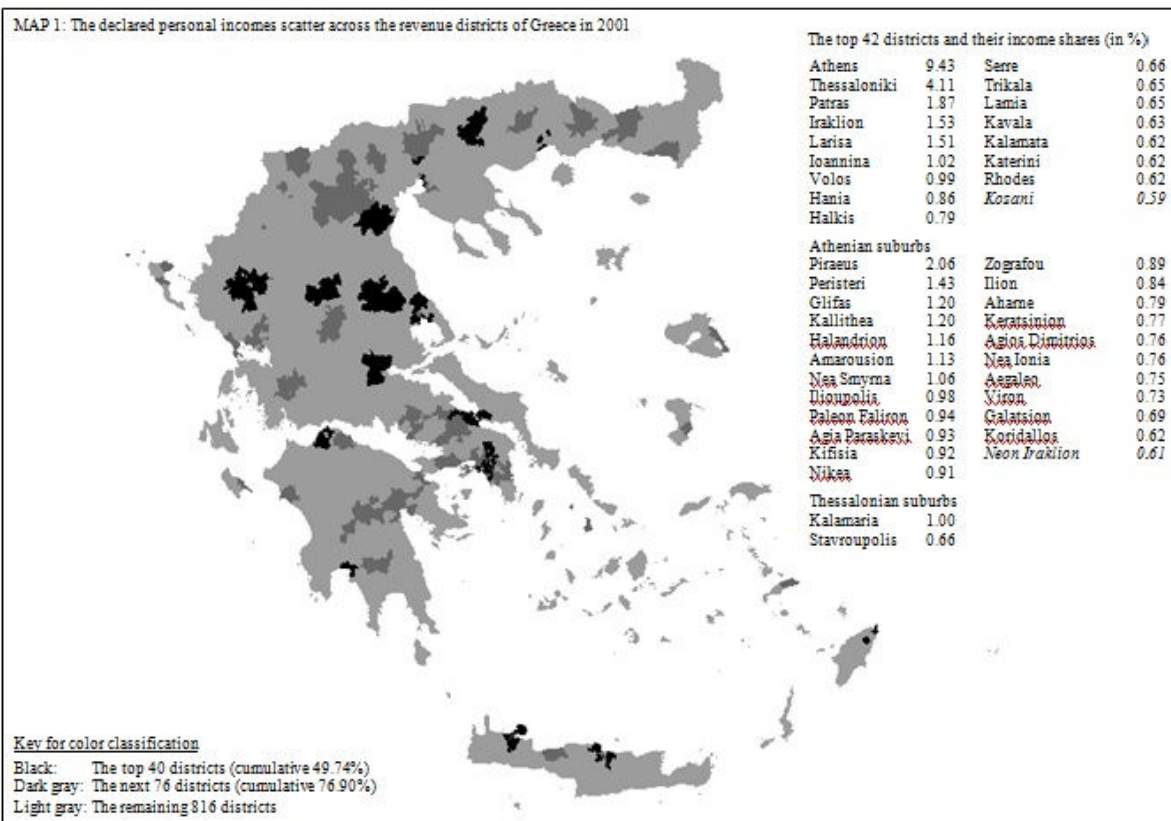 MAP 1: The declared personal incomes scatter across the revenue districts of Greece in 2001
The top 42 districts and their income shares (in %)
Athens 9.43 Serre 0.66
Thessaloniki 4.11 Trikala 0.65
Patras 1.87 Lamia 0.65
Iraklion 1.53 Kavala 0.63
Larisa 1.51 Kalamata 0.62
Ioannina 1.02 Katerini 0.62
Volos 0.99 Rhodes 0.62
Hania 0.86 Kosani 0.59
Halkis 0.79
Athenian suburbs
Piraeus 2.06 Zografou 0.89
Peristeri 1.43 Ilion 0.84
Glifas 1.20 Aharne 0.79
Kallithea 1.20 Keratsinion 0.77
Halandrion 1.16 Agios Dimitrios 0.76
Amarousion 1.13 Nea Ionia 0.76
Nea Smyrna 1.06 Aegaleo 0.75
Ilioupolis 0.98 Viron 0.73
Paleon Faliron 0.94 Galatsion 0.69
Agia Paraskevi 0.93 Koridallos 0.62
Kifisia 0.92 Neon Iraklion 0.61
Nikea 0.91
Thessalonian suburbs
Kalamaria 1.00
Stavroupolis 0.66
Key for color classification
Black: The top 40 districts (cumulative 49.74%)
Dark gray: The next 76 districts (cumulative 76.90%)
Light gray: The remaining 816 districts